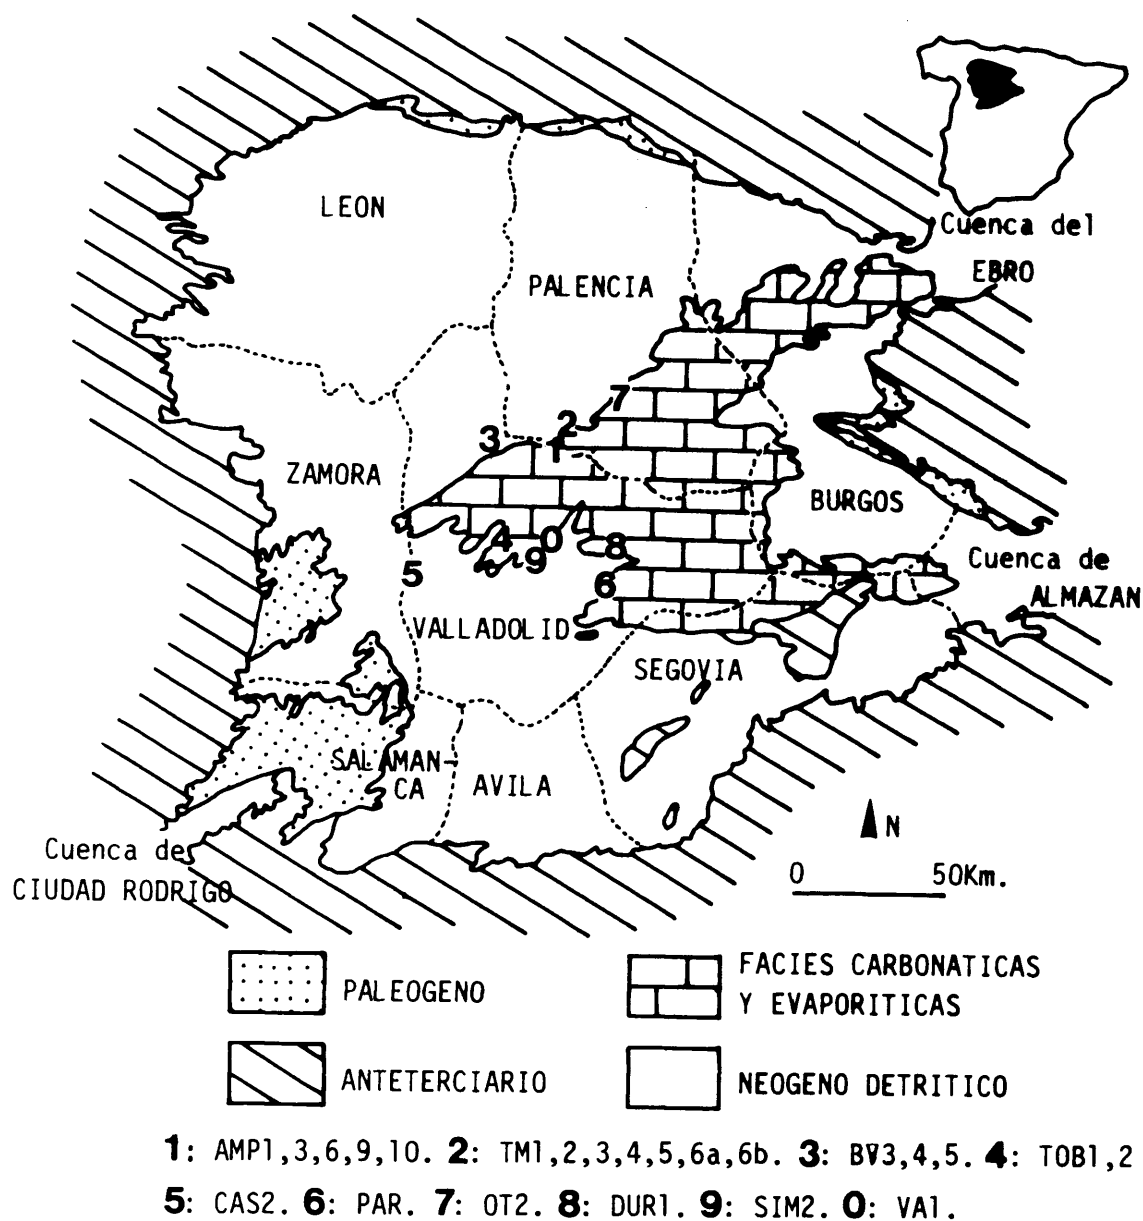 LEON
Cuenca del
EBRO
PALENCIA
7
2
3
1
ZAMORA
BURGOS
4
0
8
9
5
6
Cuenca de
ALMAZAN
VALLADOLID
SEGOVIA
SALAMAN-
CA
AVILA
N
Cuenca de
CIUDAD RODRIGO
0 50Km.
PALEOGENO
FACIES CARBONATICAS
Y EVAPORITICAS
ANTETERCIARIO
NEOGENO DETRITICO
1: AMP1,3,6,9,10. 2: TM1,2,3,4,5,6a,6b. 3: BV3,4,5. 4: TOB1,2
5: CAS2. 6: PAR. 7: OT2. 8: DUR1. 9: SIM2. 0: VA1.